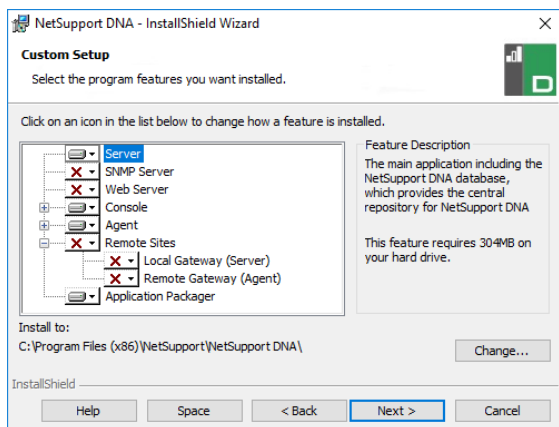 NetSupport DNA - InstallShield Wizard
Custom Setup
Select the program features you want installed.
D
Click on an icon in the list below to change how a feature is installed.
Server
SNMP Server
Web Server
Console
Agent
Remote Sites
Local Gateway (Server)
Remote Gateway (Agent)
Application Packager
Feature Description
The main application including the
NetSupport DNA database,
which provides the central
repository for NetSupport DNA
This feature requires 304MB on
your hard drive.
Install to:
C:\Program Files (x86)\NetSupport\NetSupport DNA\
Change...
InstallShield
Help
Space
< Back
Next >
Cancel